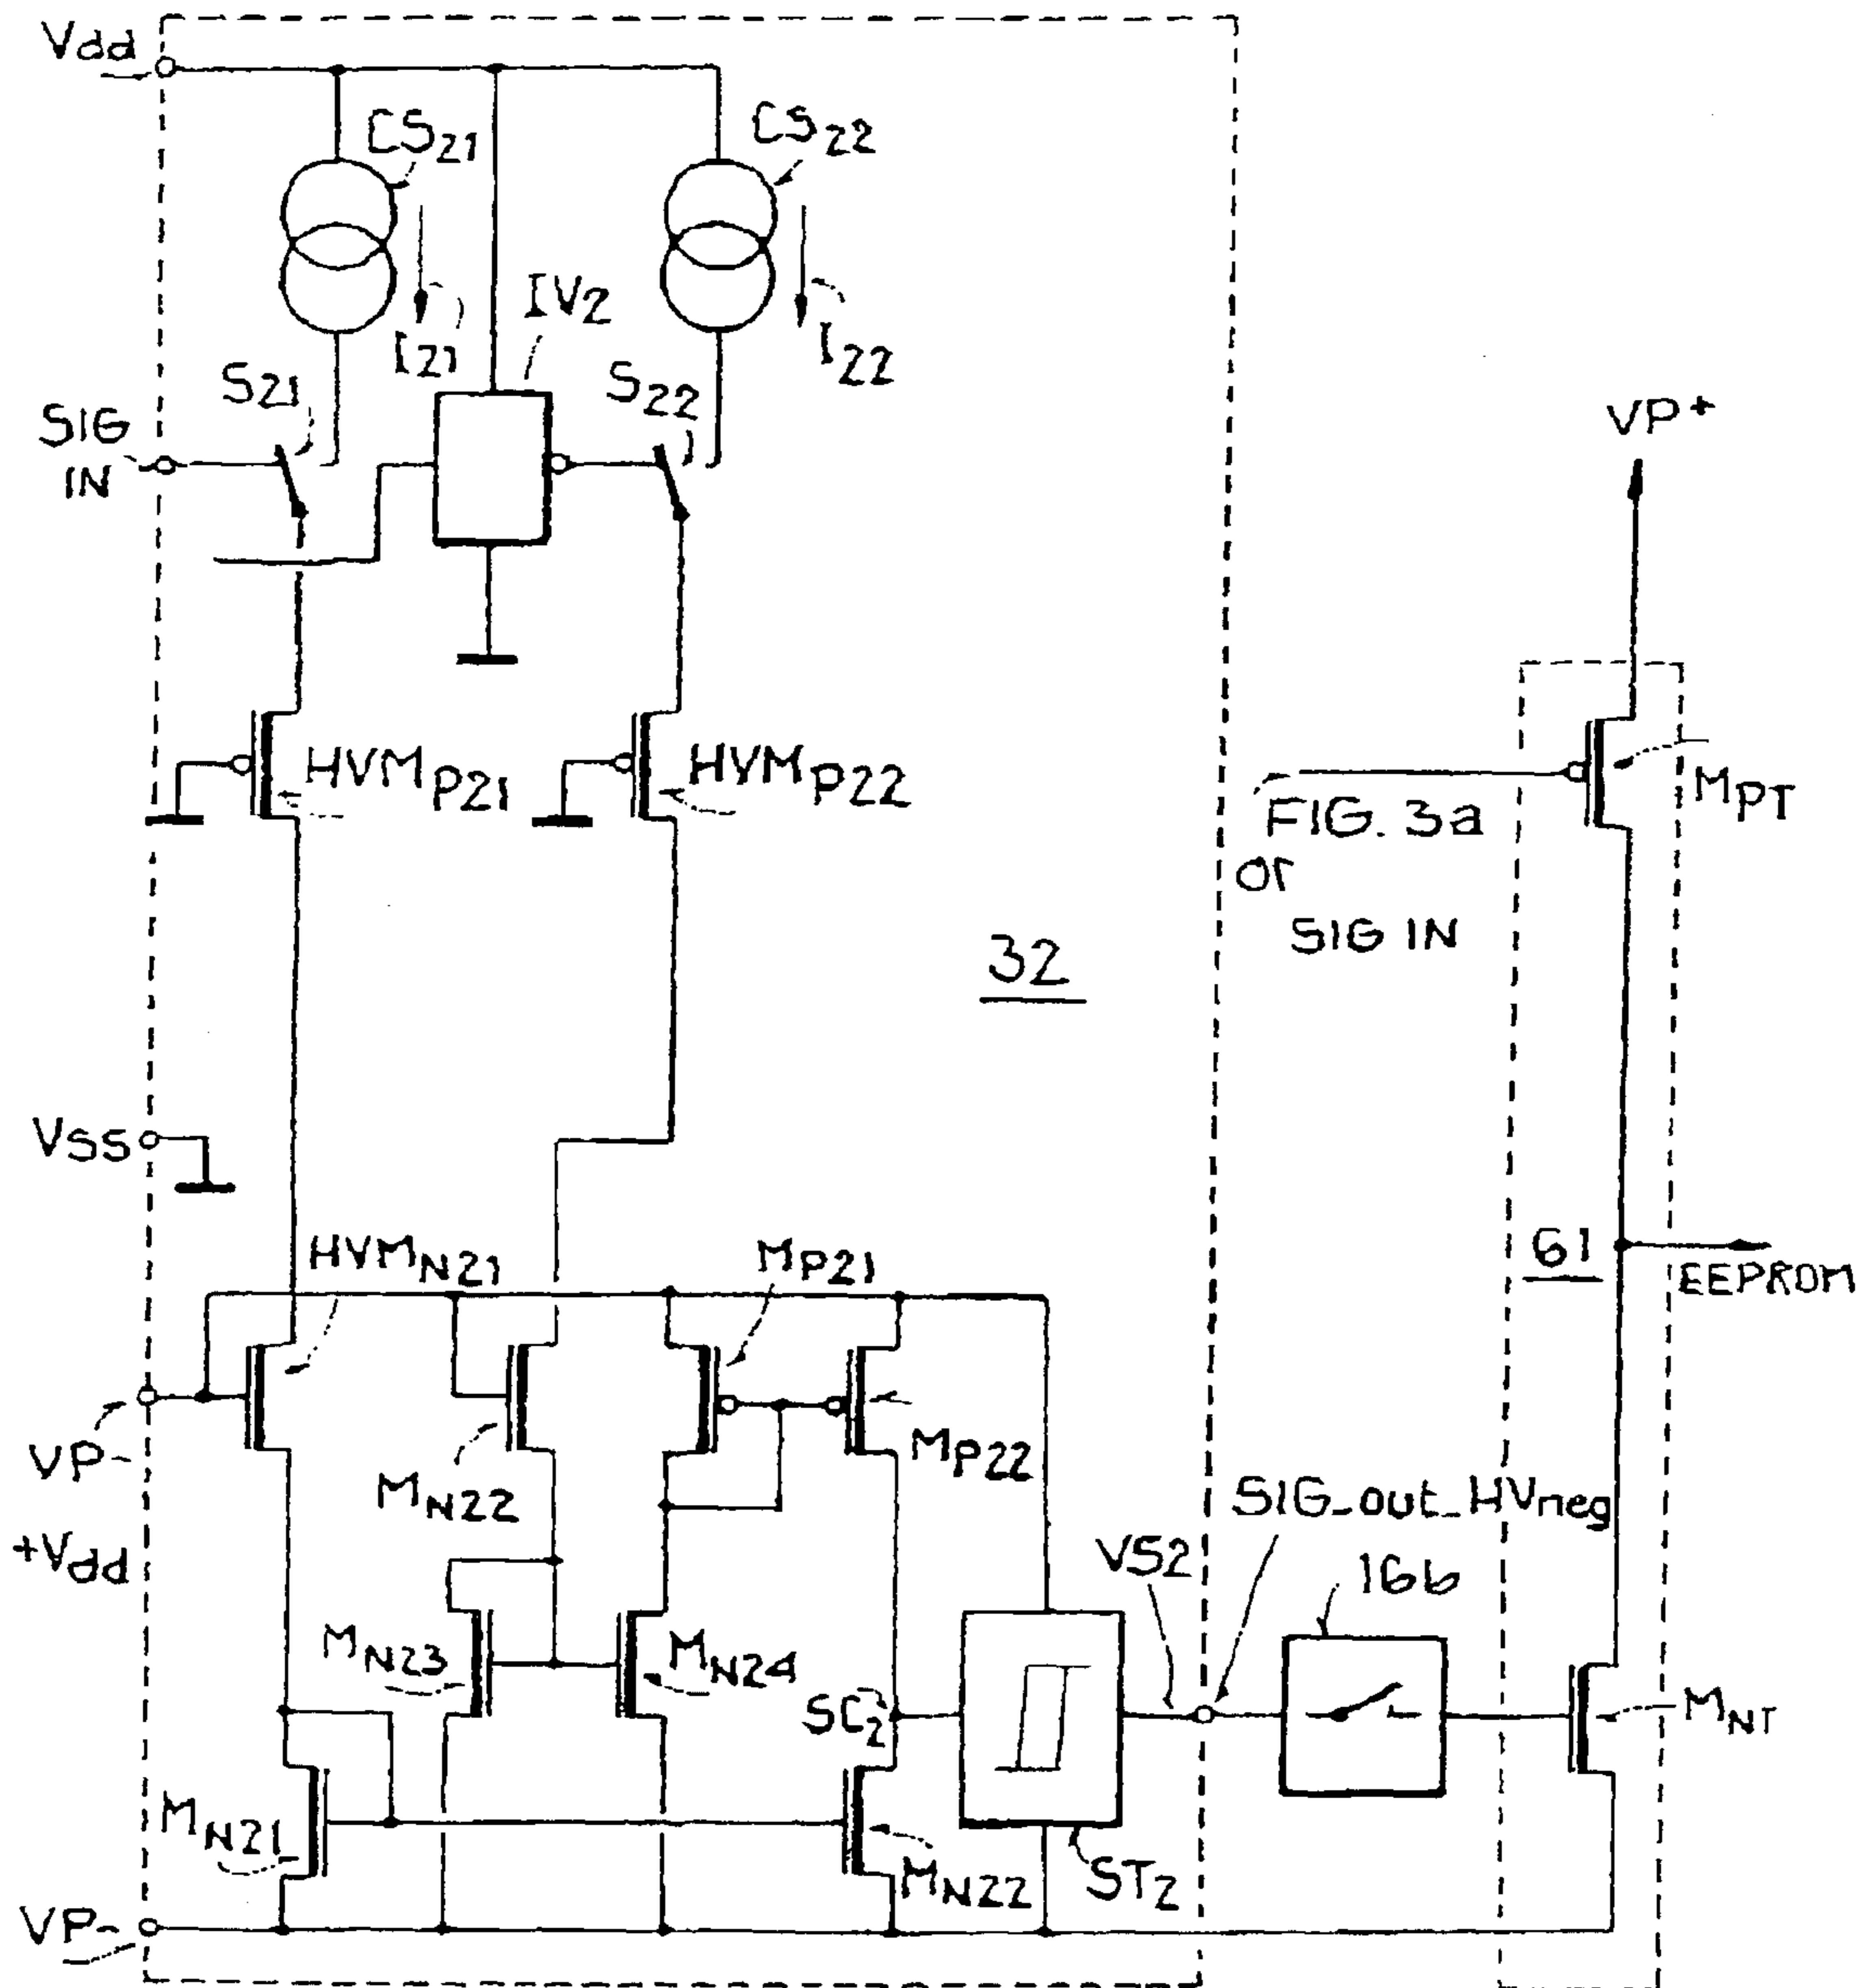 Vdd
CS21
CS22
I21
IV2
I22
S21
S22
SIG
IN
VP+
HVMP21
HVMP22
MPT
FIG. 3a
or
SIG IN
32
VSS
HVMN21
MP21
61
EEPROM
VP-
+Vdd
MN22
MP22
SIG_out_HVneg
VS2
166
MN23
MN24
SC2
MNT
MN21
MN22
ST2
VP-